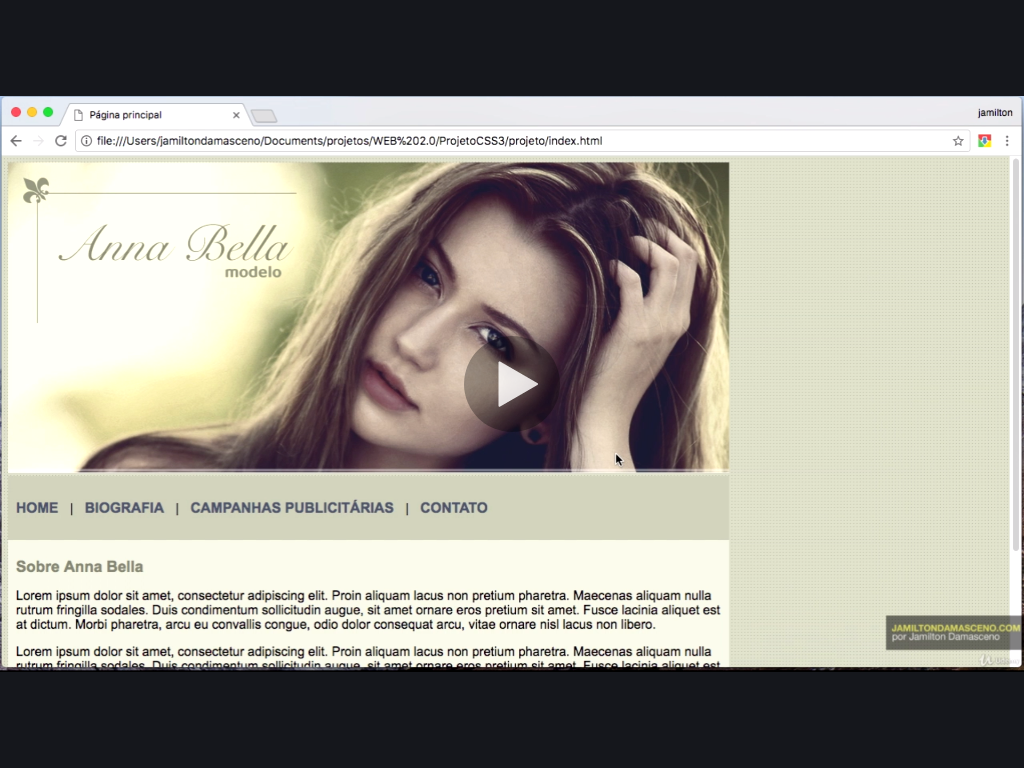 Página principal
jamilton
file:///Users/jamiltondamasceno/Documents/projetos/WEB%202.0/ProjetoCSS3/projeto/index.html
Anna Bella
modelo
HOME | BIOGRAFIA | CAMPANHAS PUBLICITÁRIAS | CONTATO
Sobre Anna Bella
Lorem ipsum dolor sit amet, consectetur adipiscing elit. Proin aliquam lacus non pretium pharetra. Maecenas aliquam nulla
rutrum fringilla sodales. Duis condimentum sollicitudin augue, sit amet ornare eros pretium sit amet. Fusce lacinia aliquet est
at dictum. Morbi pharetra, arcu eu convallis congue, odio dolor consequat arcu, vitae ornare nisl lacus non libero.
Lorem ipsum dolor sit amet, consectetur adipiscing elit. Proin aliquam lacus non pretium pharetra. Maecenas aliquam nulla
rutrum fringilla sodales. Duis condimentum sollicitudin augue, sit amet ornare eros pretium sit amet. Fusce lacinia aliquet est
JAMILTONDAMASCENO.COM
por Jamilton Damasceno